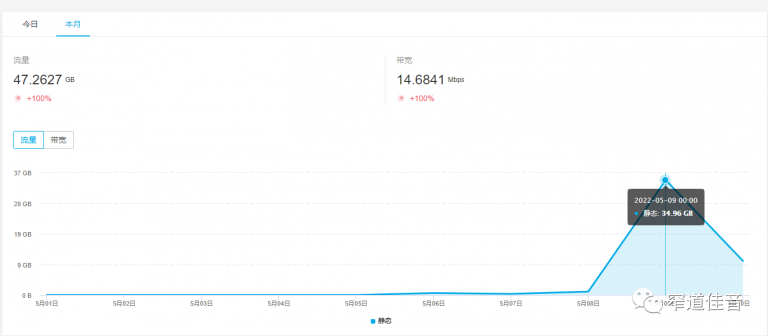 今日 本月
流量
47.2627 GB
+100%
带宽
14.6841 Mbps
+100%
流量 带宽
37 GB
28 GB
19 GB
9 GB
0 B
2022-05-09 00:00
静态: 34.96 GB
5月01日 5月02日 5月03日 5月04日 5月05日 5月06日 5月07日 5月08日
静态
窄道佳音